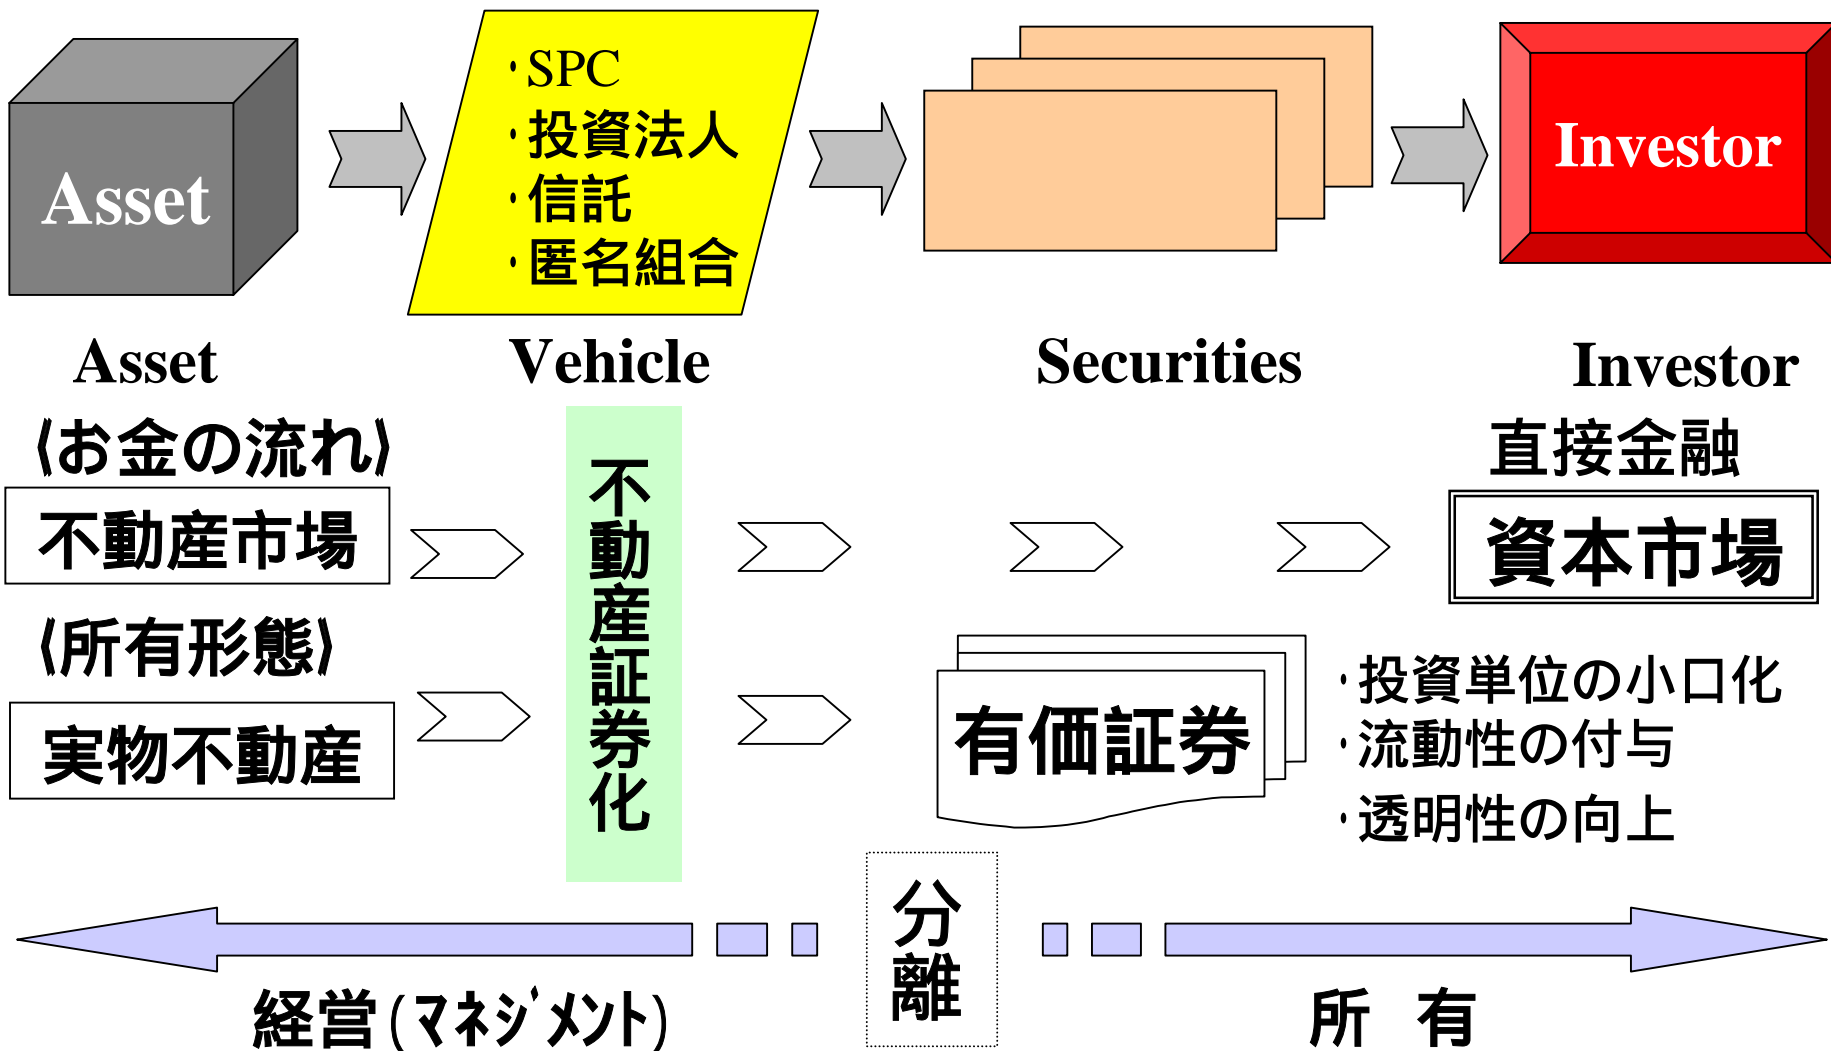 Asset
・SPC
・投資法人
・信託
・匿名組合
Investor
Asset
Vehicle
Securities
Investor
⟨お金の流れ⟩
直接金融
不動産市場
不動産証券化
資本市場
⟨所有形態⟩
実物不動産
有価証券
・投資単位の小口化
・流動性の付与
・透明性の向上
分離
経営(マネジメント)
所 有